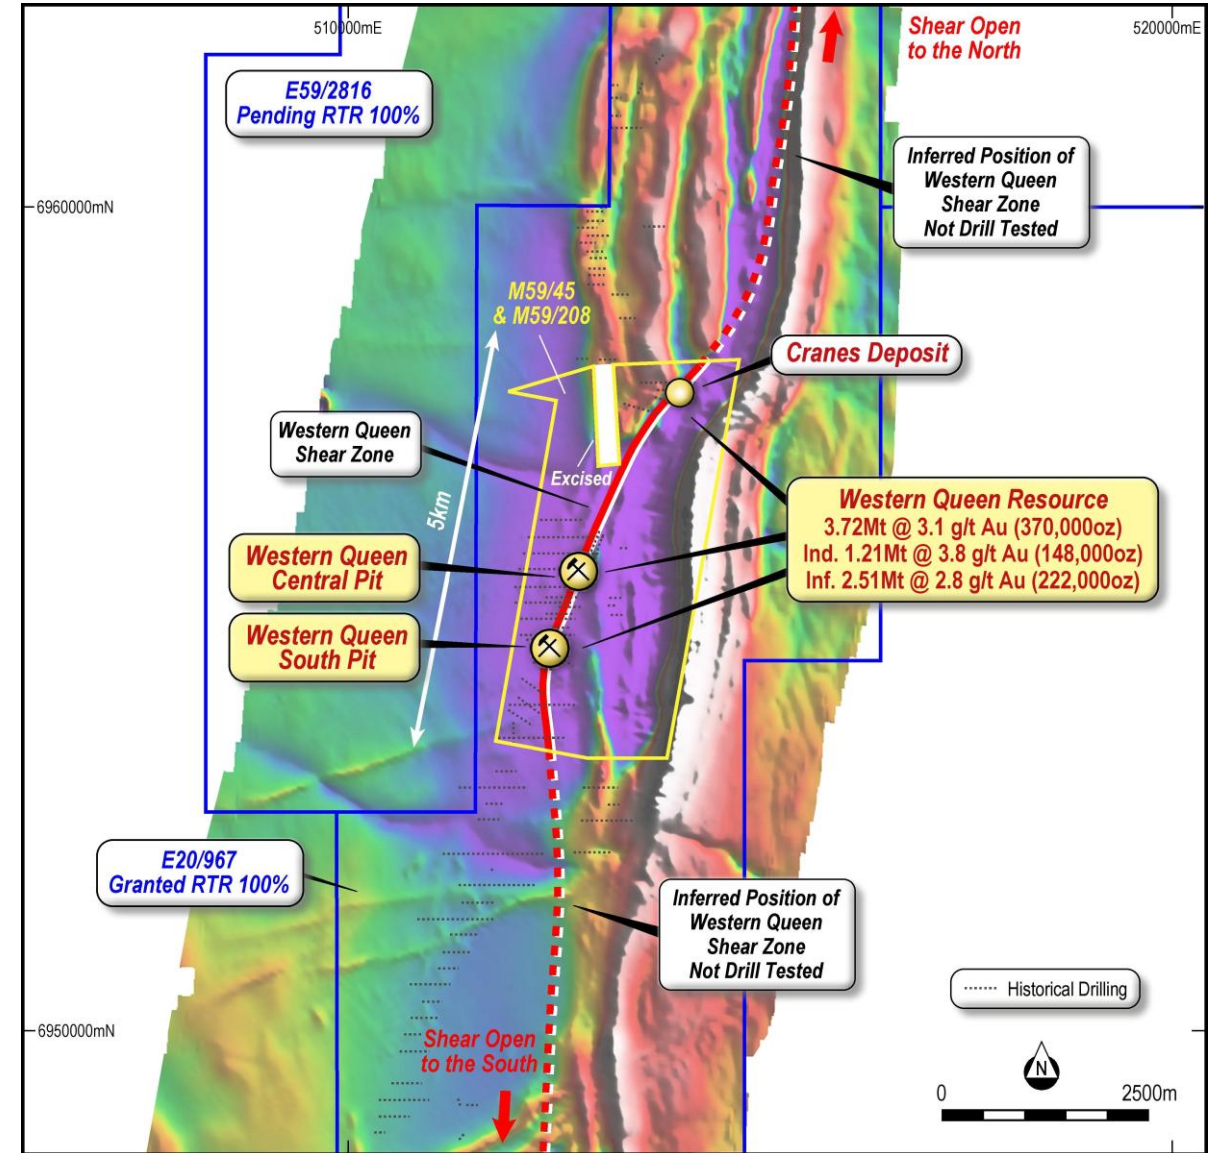 510000mE
520000mE
Shear Open
to the North
E59/2816
Pending RTR 100%
Inferred Position of
Western Queen
Shear Zone
Not Drill Tested
6960000mN
M59/45
& M59/208
Cranes Deposit
Western Queen
Shear Zone
Excised
5km
Western Queen Resource
3.72Mt @ 3.1 g/t Au (370,000oz)
Ind. 1.21Mt @ 3.8 g/t Au (148,000oz)
Inf. 2.51Mt @ 2.8 g/t Au (222,000oz)
Western Queen
Central Pit
Western Queen
South Pit
E20/967
Granted RTR 100%
Inferred Position of
Western Queen
Shear Zone
Not Drill Tested
Historical Drilling
6950000mN
Shear Open
to the South
N
0
2500m